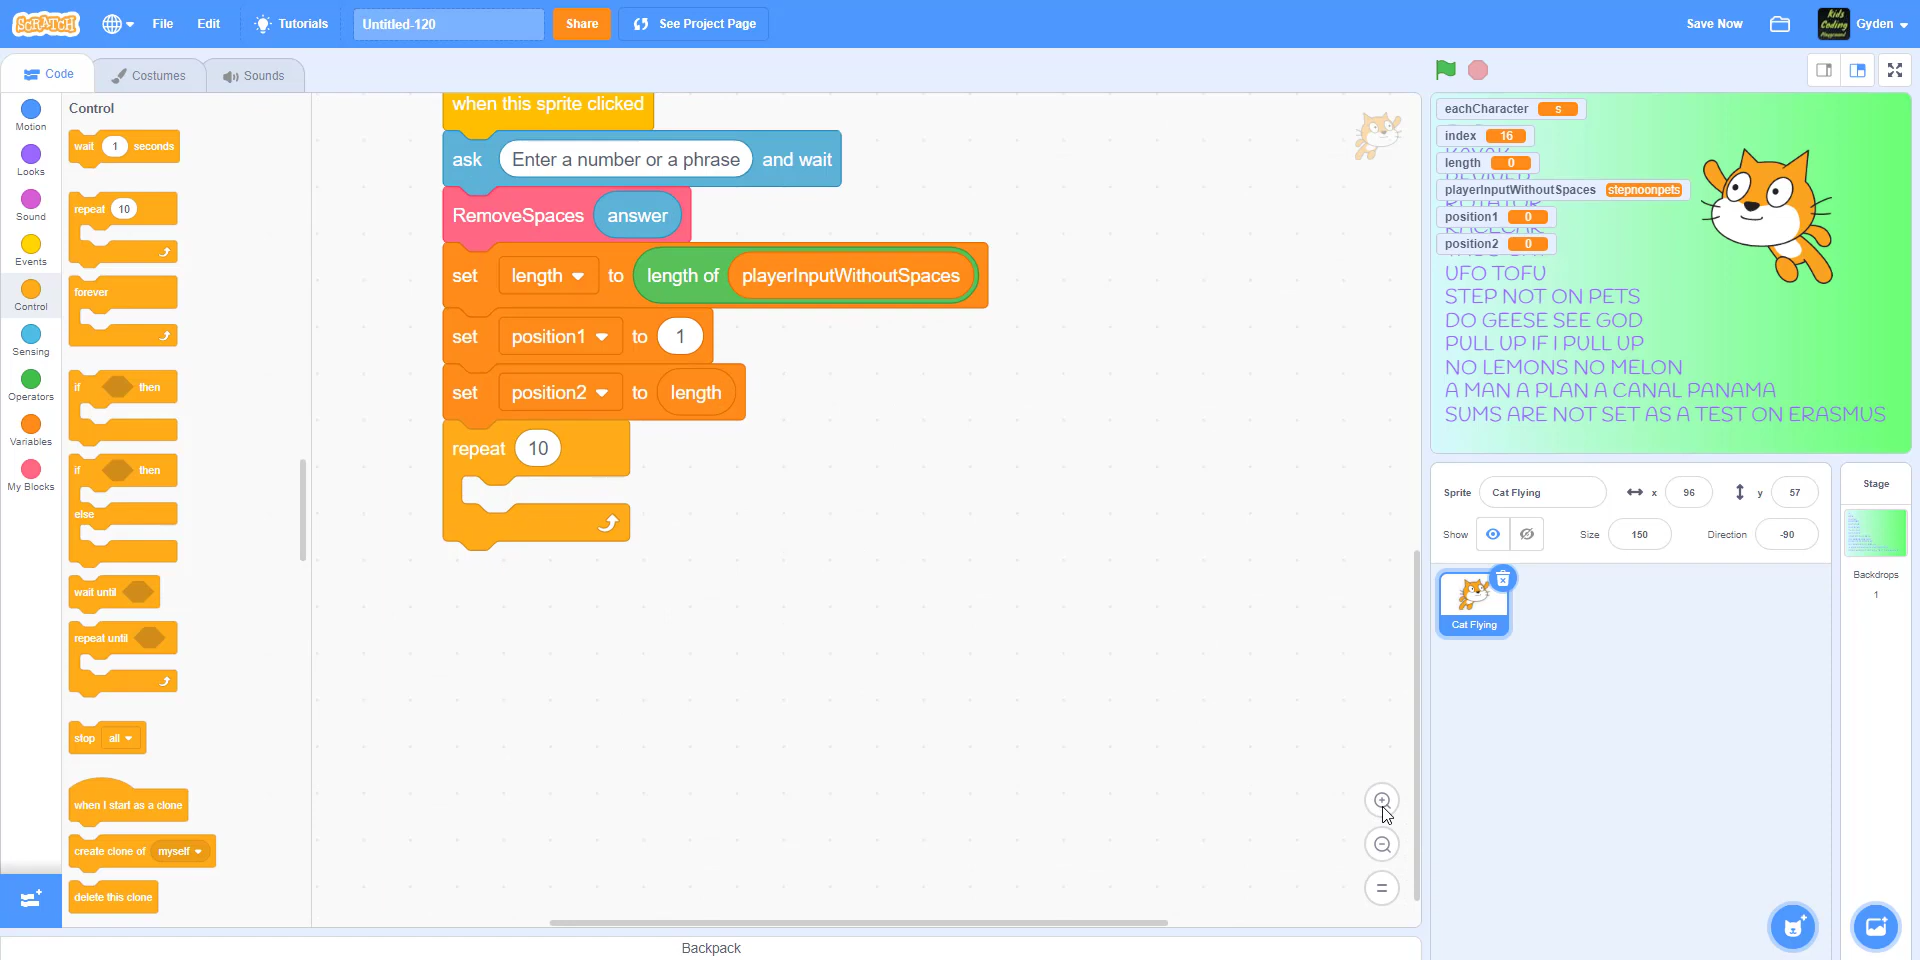 SCRATCH
File
Edit
Tutorials
Untitled-120
Share
See Project Page
Save Now
Kids Coding Playground
Gyden
Code
Costumes
Sounds
Motion
Looks
Sound
Events
Control
Sensing
Operators
Variables
My Blocks
Control
wait 1 seconds
repeat 10
forever
if then
if then
else
wait until
repeat until
stop all
when I start as a clone
create clone of myself
delete this clone
when this sprite clicked
ask Enter a number or a phrase and wait
RemoveSpaces answer
set length to length of playerInputWithoutSpaces
set position1 to 1
set position2 to length
repeat 10
eachCharacter s
index 16
KAYAK
length 0
REVIVER
playerInputWithoutSpaces stepnoonpets
ROTATOR
position1 0
RACECAR
position2 0
UFO TOFU
STEP NOT ON PETS
DO GEESE SEE GOD
PULL UP IF I PULL UP
NO LEMONS NO MELON
A MAN A PLAN A CANAL PANAMA
SUMS ARE NOT SET AS A TEST ON ERASMUS
Sprite Cat Flying x 96 y 57
Show Size 150 Direction -90
Cat Flying
Stage
Backdrops
1
Backpack